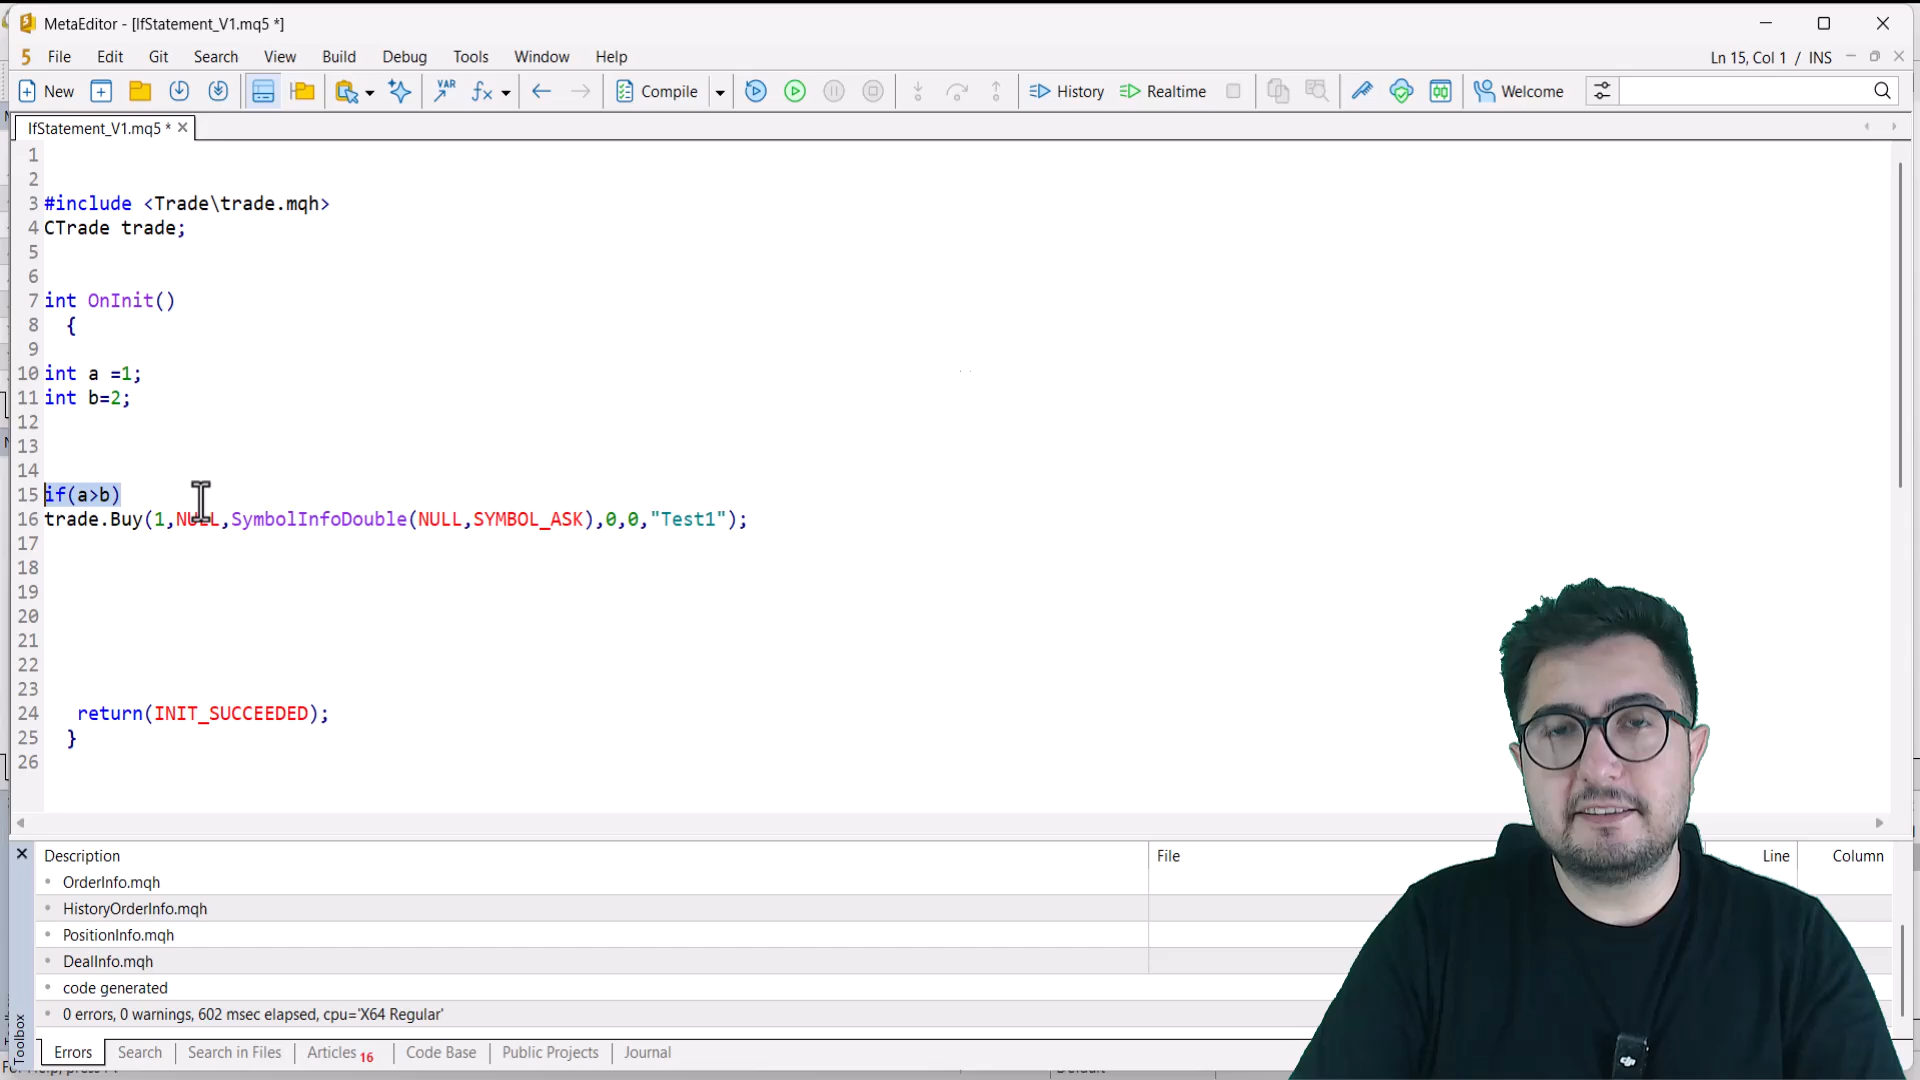 MetaEditor - [IfStatement_V1.mq5 *]
5 File Edit Git Search View Build Debug Tools Window Help
Ln 15, Col 1 / INS
New VAR fx Compile History Realtime Welcome
IfStatement_V1.mq5 *
1
2
3 #include <Trade\trade.mqh>
4 CTrade trade;
5
6
7 int OnInit()
8 {
9
10 int a =1;
11 int b=2;
12
13
14
15 if(a>b)
16 trade.Buy(1,NULL,SymbolInfoDouble(NULL,SYMBOL_ASK),0,0,"Test1");
17
18
19
20
21
22
23
24 return(INIT_SUCCEEDED);
25 }
26
Description File Line Column
OrderInfo.mqh
HistoryOrderInfo.mqh
PositionInfo.mqh
DealInfo.mqh
code generated
0 errors, 0 warnings, 602 msec elapsed, cpu='X64 Regular'
Toolbox
Errors Search Search in Files Articles 16 Code Base Public Projects Journal